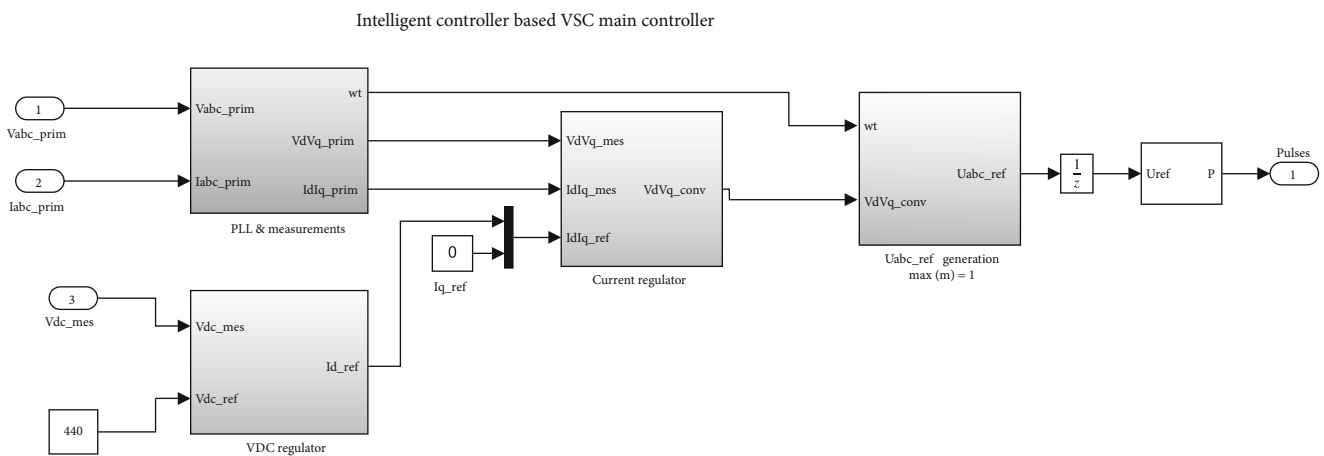 Intelligent controller based VSC main controller
1
Vabc_prim
2
Iabc_prim
Vabc_prim
Iabc_prim
wt
VdVq_prim
IdIq_prim
PLL & measurements
3
Vdc_mes
440
Vdc_mes
Vdc_ref
Id_ref
VDC regulator
0
Iq_ref
VdVq_mes
IdIq_mes
IdIq_ref
VdVq_conv
Current regulator
wt
VdVq_conv
Uabc_ref
Uabc_ref generation
max (m) = 1
1
z
Uref
P
Pulses
1